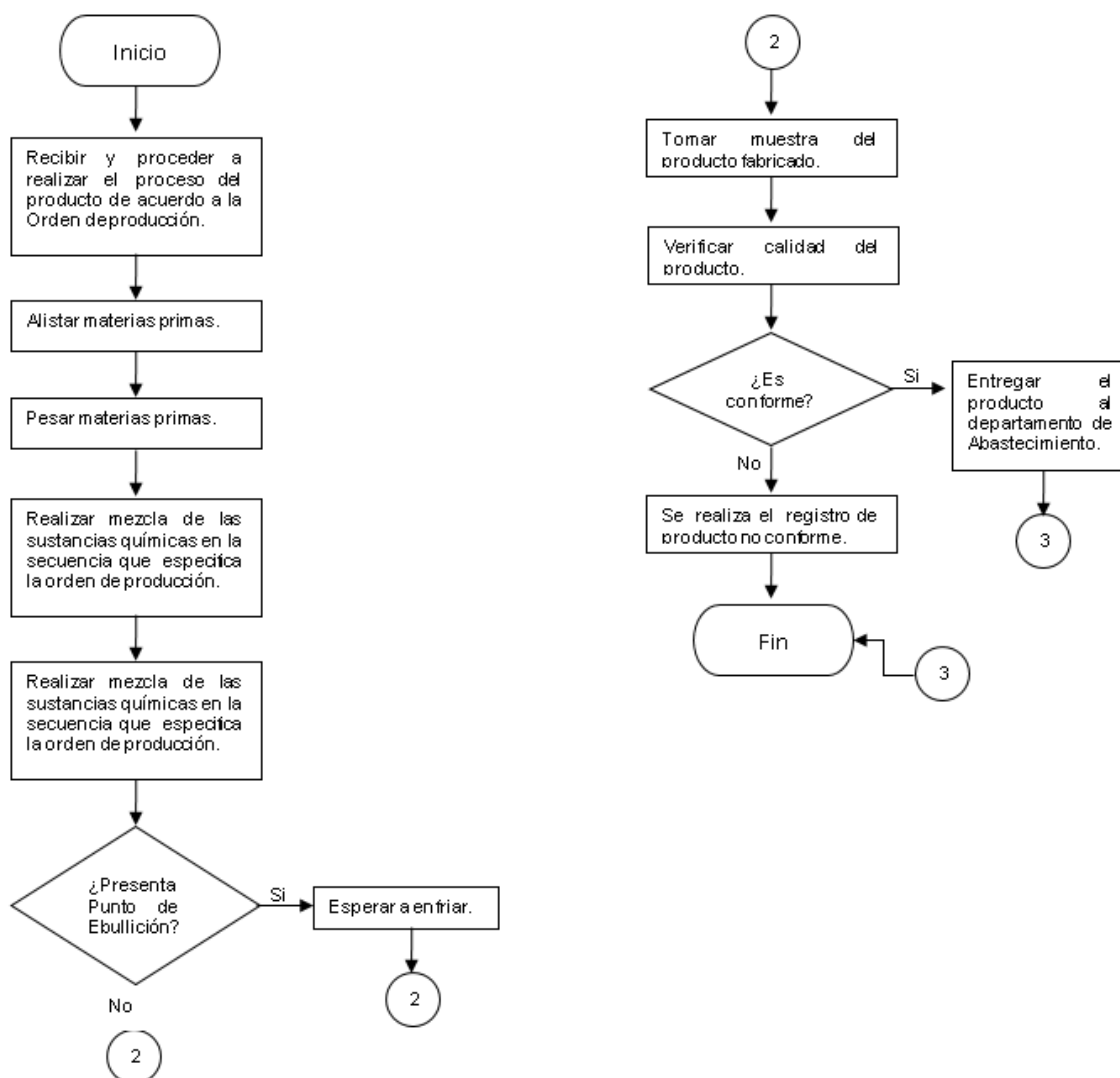 Inicio
Recibir y proceder a
realizar el proceso del
producto de acuerdo a la
Orden de producción.
Alistar materias primas.
Pesar materias primas.
Realizar mezcla de las
sustancias químicas en la
secuencia que especifica
la orden de producción.
Realizar mezcla de las
sustancias químicas en la
secuencia que especifica
la orden de producción.
¿Presenta
Punto de
Ebullición?
Si
Esperar a enfriar.
2
No
2
2
Tomar muestra del
producto fabricado.
Verificar calidad del
producto.
¿Es
conforme?
Si
Entregar el
producto al
departamento de
Abastecimiento.
3
No
Se realiza el registro de
producto no conforme.
Fin
3